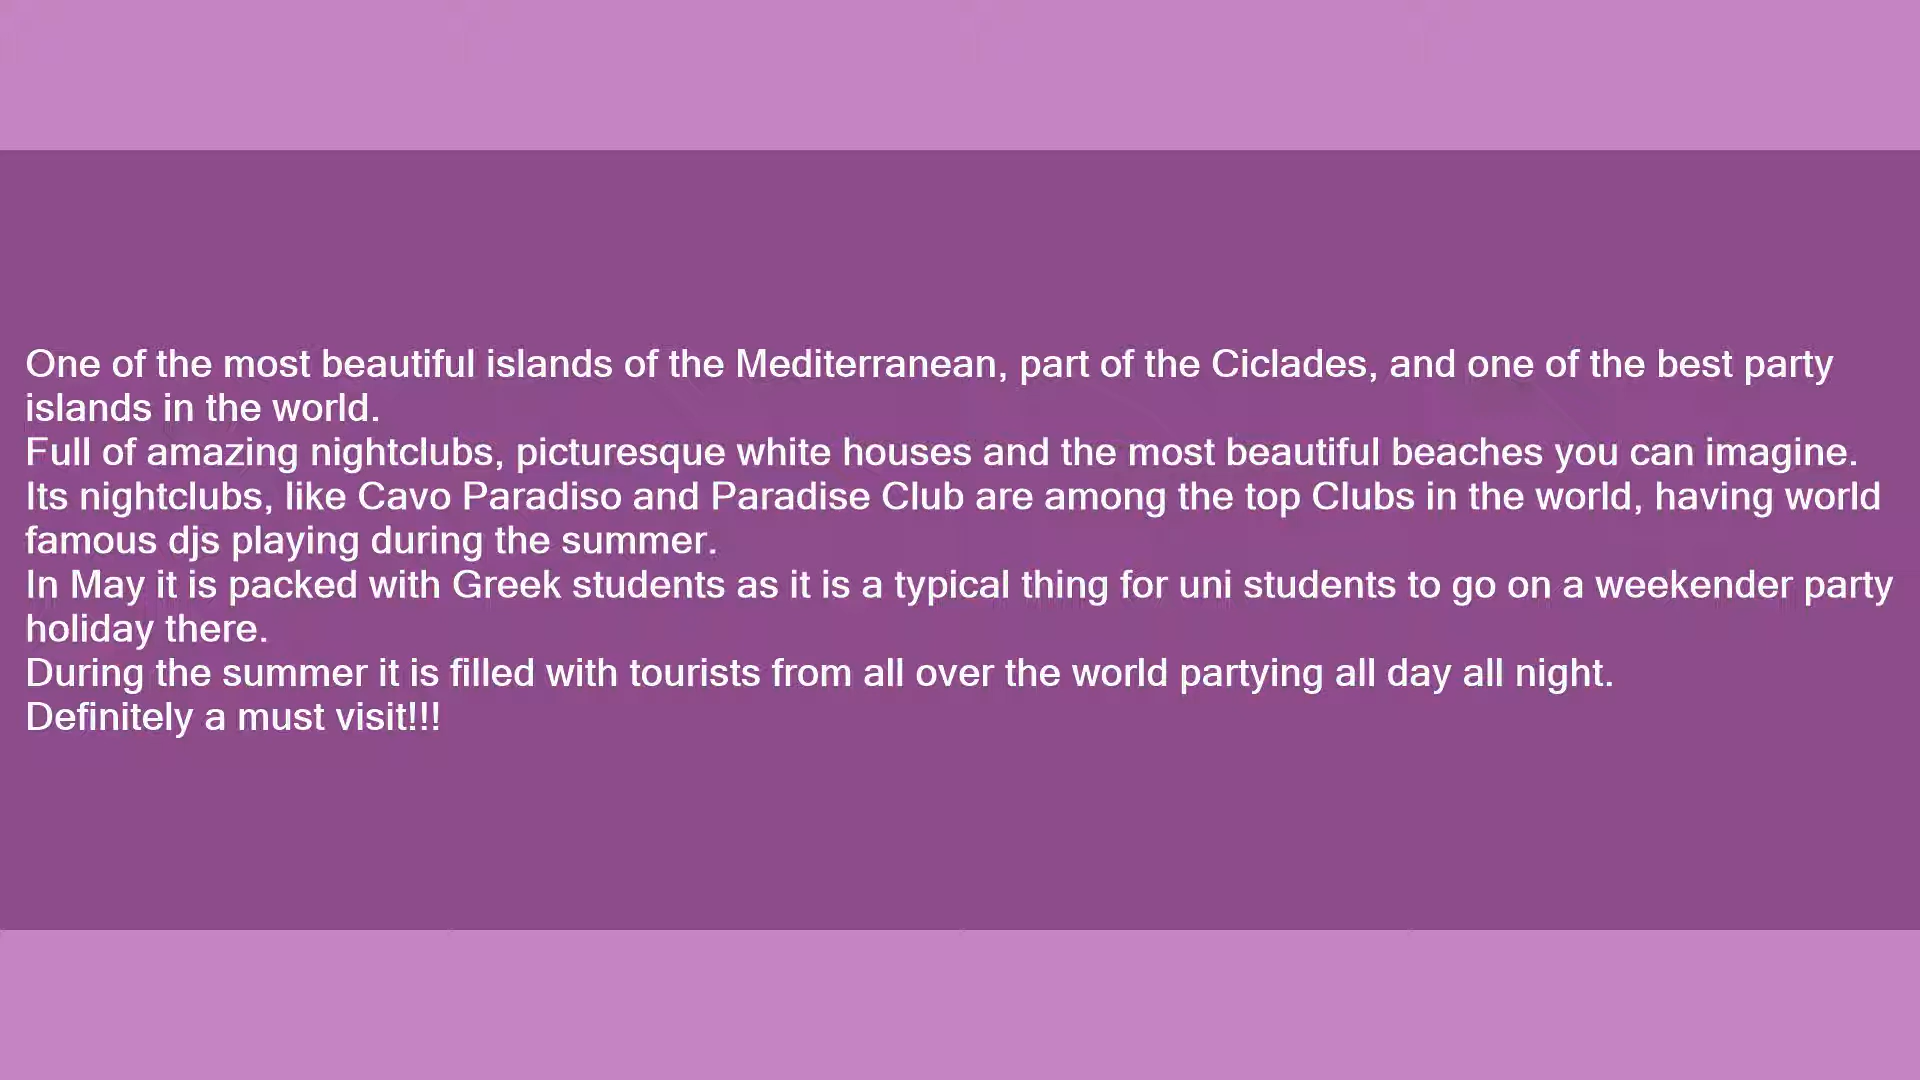 One of the most beautiful islands of the Mediterranean, part of the Ciclades, and one of the best party
islands in the world.
Full of amazing nightclubs, picturesque white houses and the most beautiful beaches you can imagine.
Its nightclubs, like Cavo Paradiso and Paradise Club are among the top Clubs in the world, having world
famous djs playing during the summer.
In May it is packed with Greek students as it is a typical thing for uni students to go on a weekender party
holiday there.
During the summer it is filled with tourists from all over the world partying all day all night.
Definitely a must visit!!!